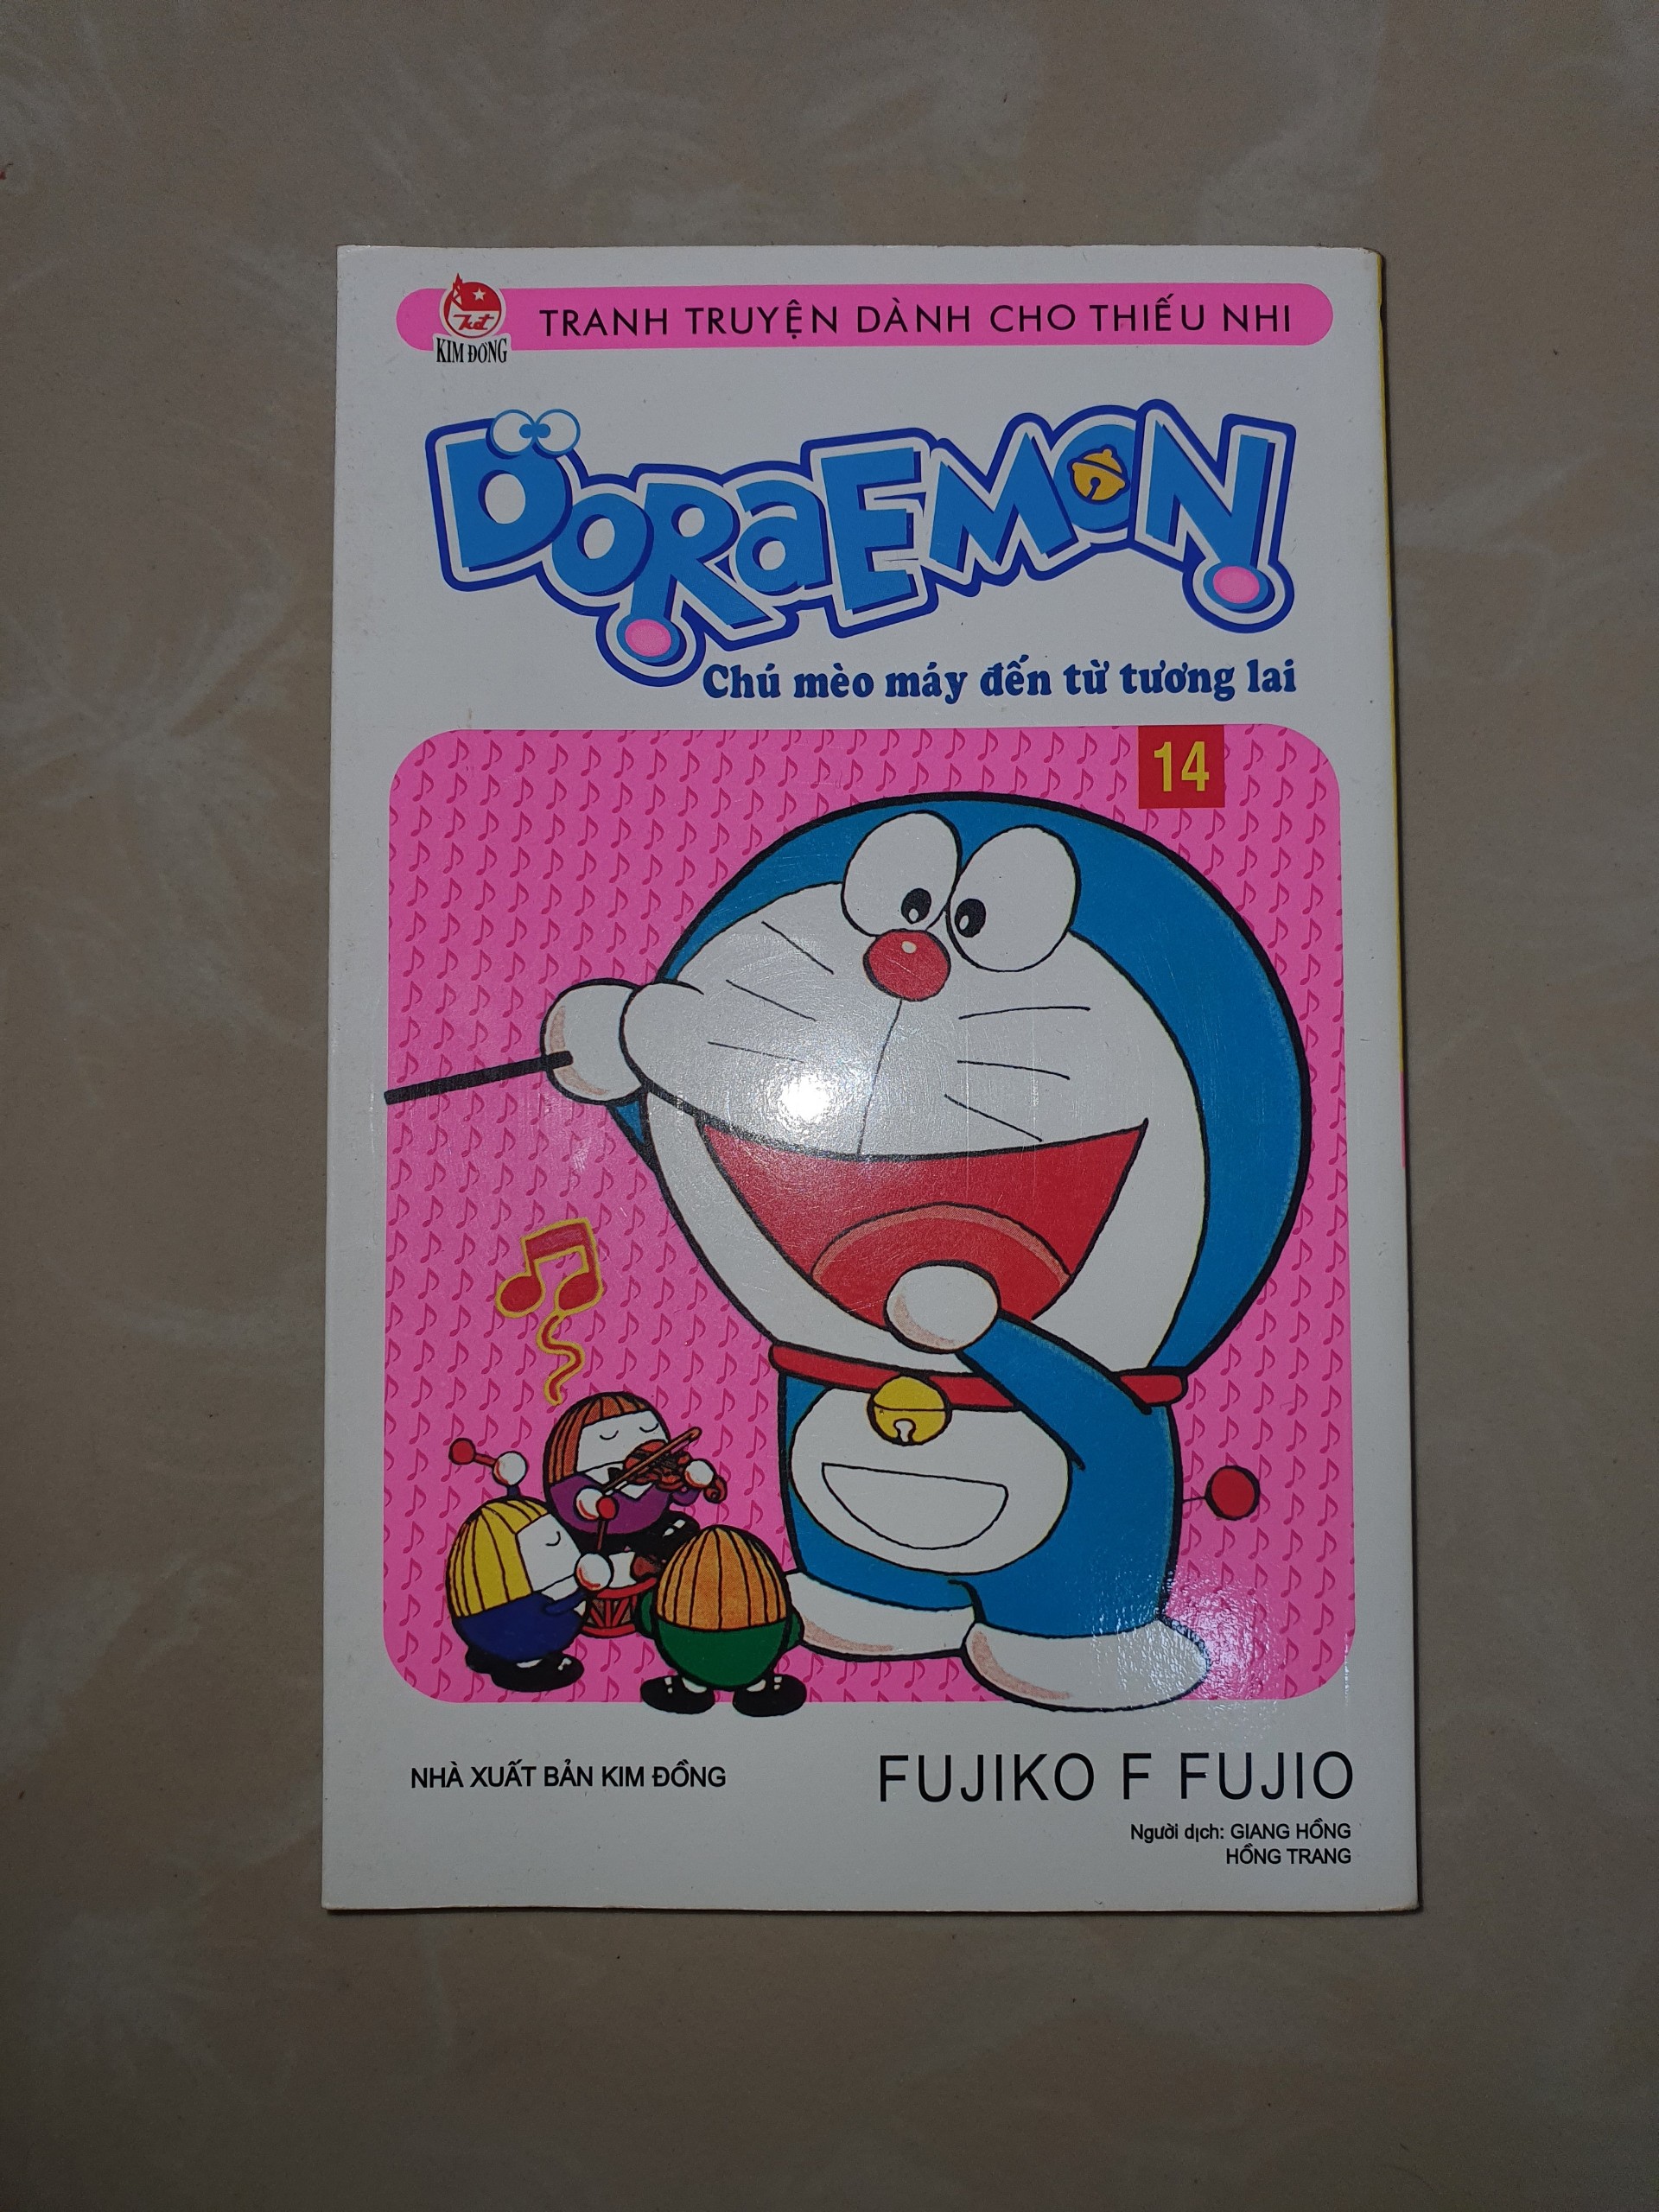 TRANH TRUYỆN DÀNH CHO THIẾU NHI
KIM ĐỒNG
DORAEMON
Chú mèo máy đến từ tương lai
14
NHÀ XUẤT BẢN KIM ĐỒNG
FUJIKO F FUJIO
Người dịch: GIANG HỒNG
HỒNG TRANG